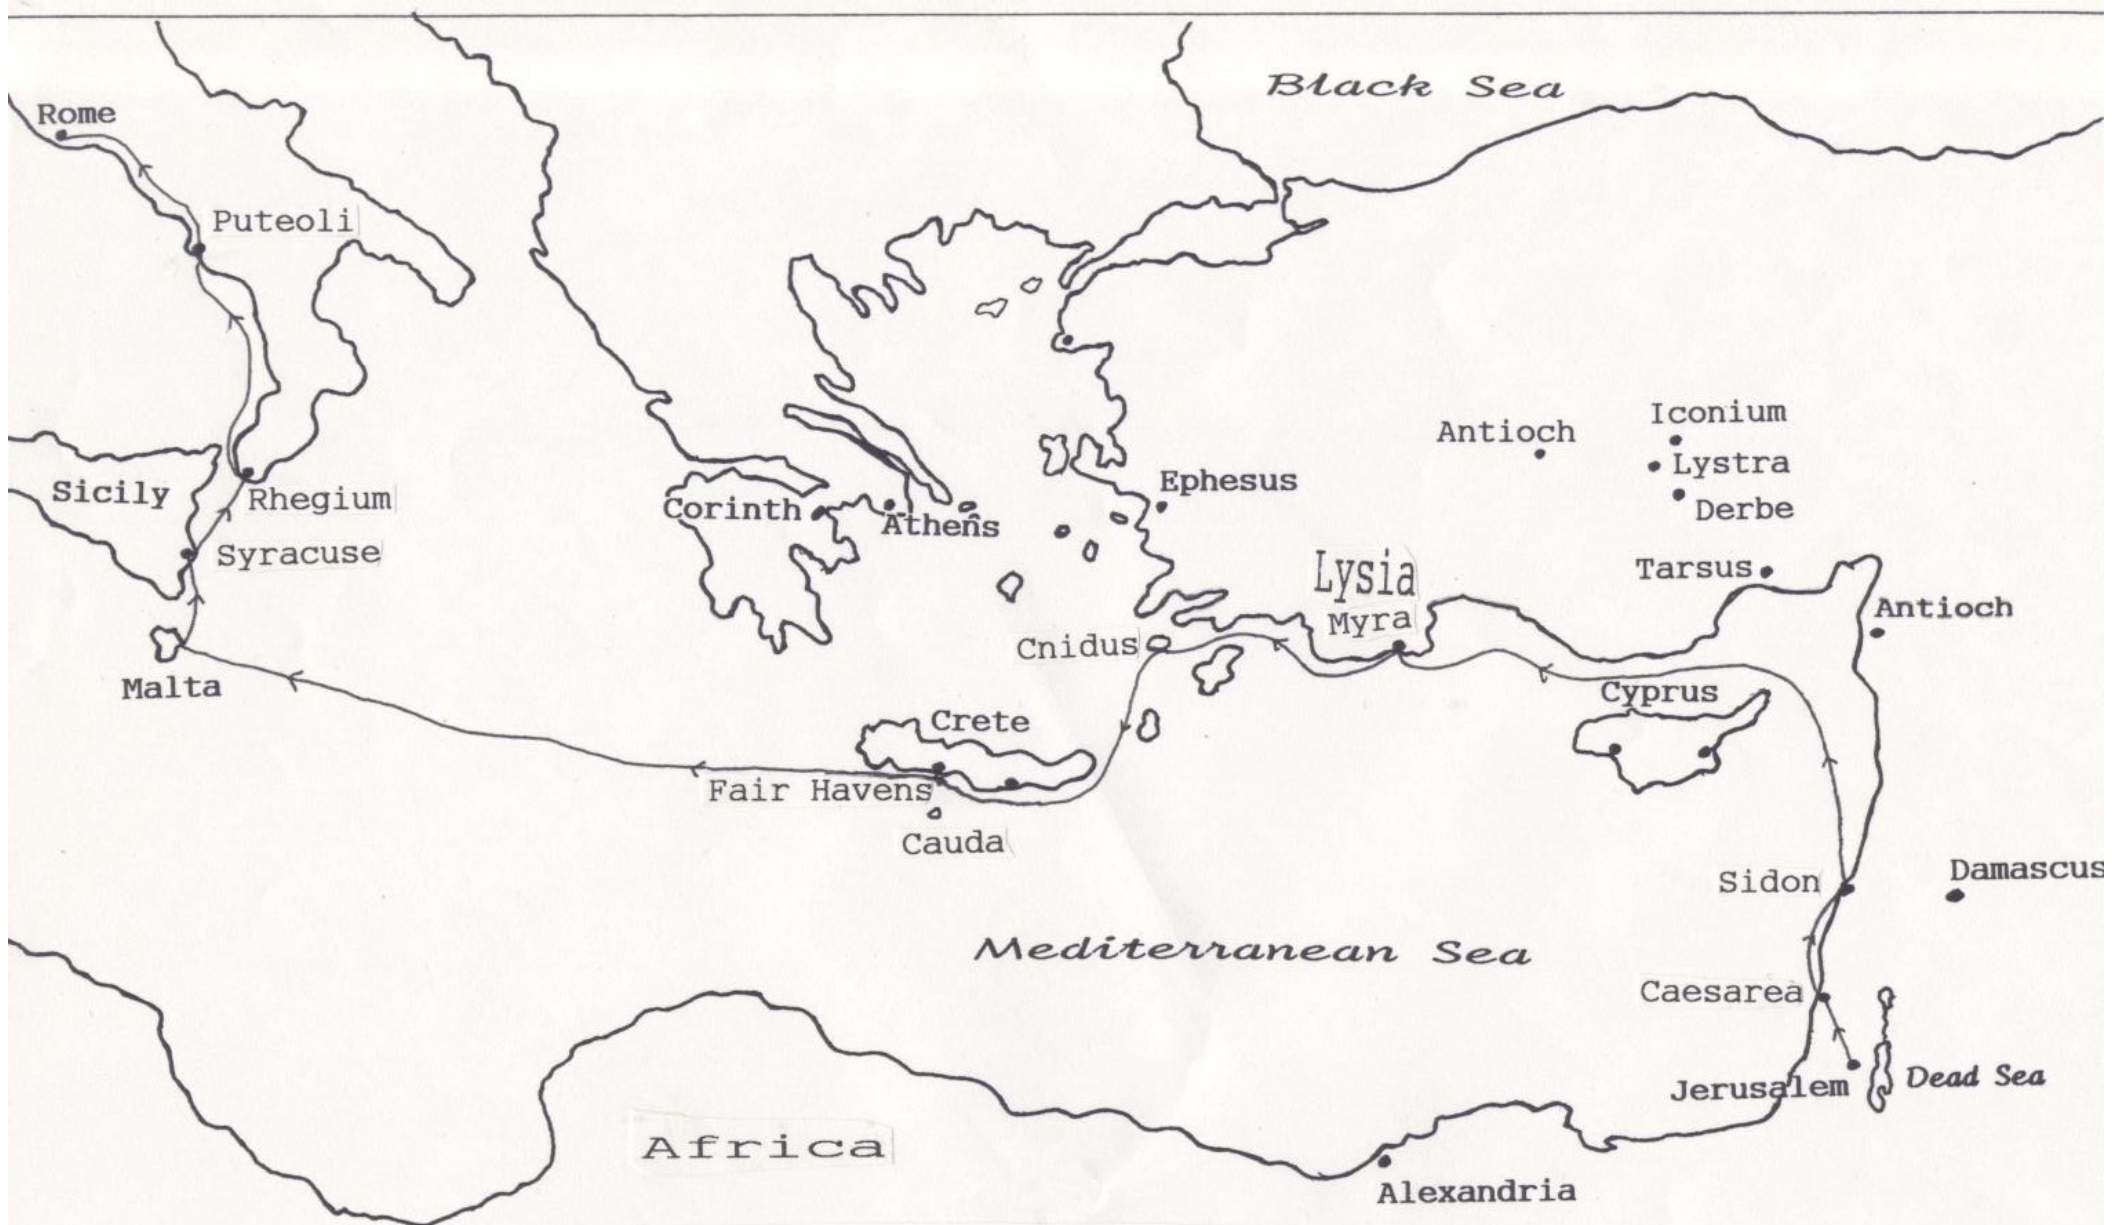 Black Sea
Rome
Puteoli
Iconium
Antioch
Lystra
Sicily
Rhegium
Ephesus
Corinth
Athens
Derbe
Syracuse
Lysia
Tarsus
Antioch
Myra
Cnidus
Malta
Cyprus
Crete
Fair Havens
Cauda
Sidon
Damascus
Mediterranean Sea
Caesarea
Jerusalem
Dead Sea
Africa
Alexandria